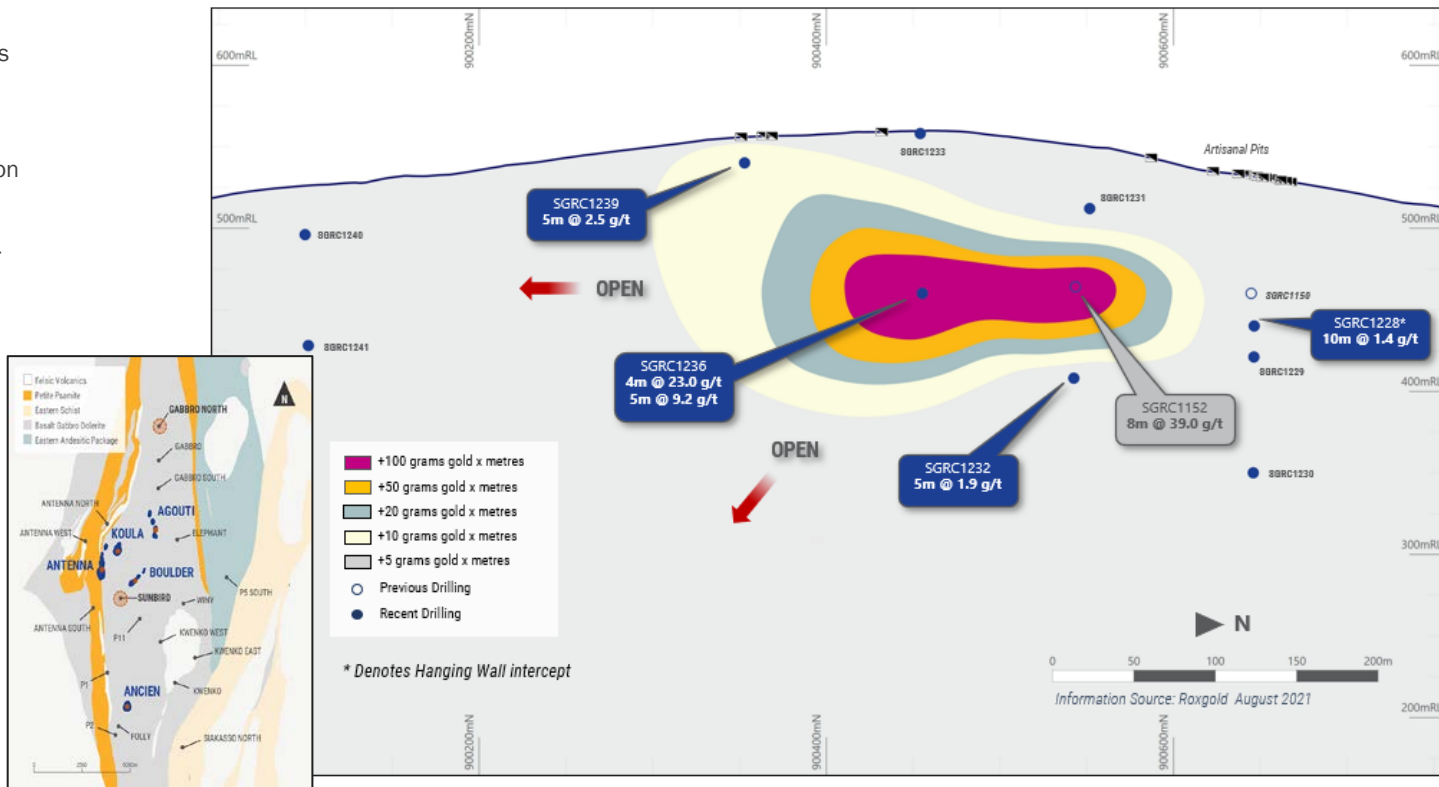 s
on
600mRL
900200mN
900400mN
900600mN
600mRL
SGRC1233
Artisanal Pits
SGRC1239
5m @ 2.5 g/t
SGRC1231
500mRL
500mRL
SGRC1240
OPEN
SGRC1150
SGRC1228*
10m @ 1.4 g/t
SGRC1241
SGRC1229
SGRC1236
4m @ 23.0 g/t
5m @ 9.2 g/t
400mRL
SGRC1152
8m @ 39.0 g/t
OPEN
SGRC1232
5m @ 1.9 g/t
SGRC1230
300mRL
+100 grams gold x metres
+50 grams gold x metres
+20 grams gold x metres
+10 grams gold x metres
+5 grams gold x metres
Previous Drilling
Recent Drilling
* Denotes Hanging Wall intercept
N
0 50 100 150 200m
Information Source: Roxgold August 2021
200mRL
900200mN
900400mN
900600mN
Felsic Volcanics
Petite Psamite
Eastern Schist
Basalt Gabbro Dolerite
Eastern Andesitic Package
N
GABBRO NORTH
GABBRO
GABBRO SOUTH
ANTENNA NORTH
AGOUTI
ANTENNA WEST
KOULA
ELEPHANT
ANTENNA
BOULDER
P5 SOUTH
SUNBIRD
WINY
ANTENNA SOUTH
P11
KWENKO WEST
KWENKO EAST
P1
ANCIEN
KWENKO
P2
FOLLY
SIAKASSO NORTH
0